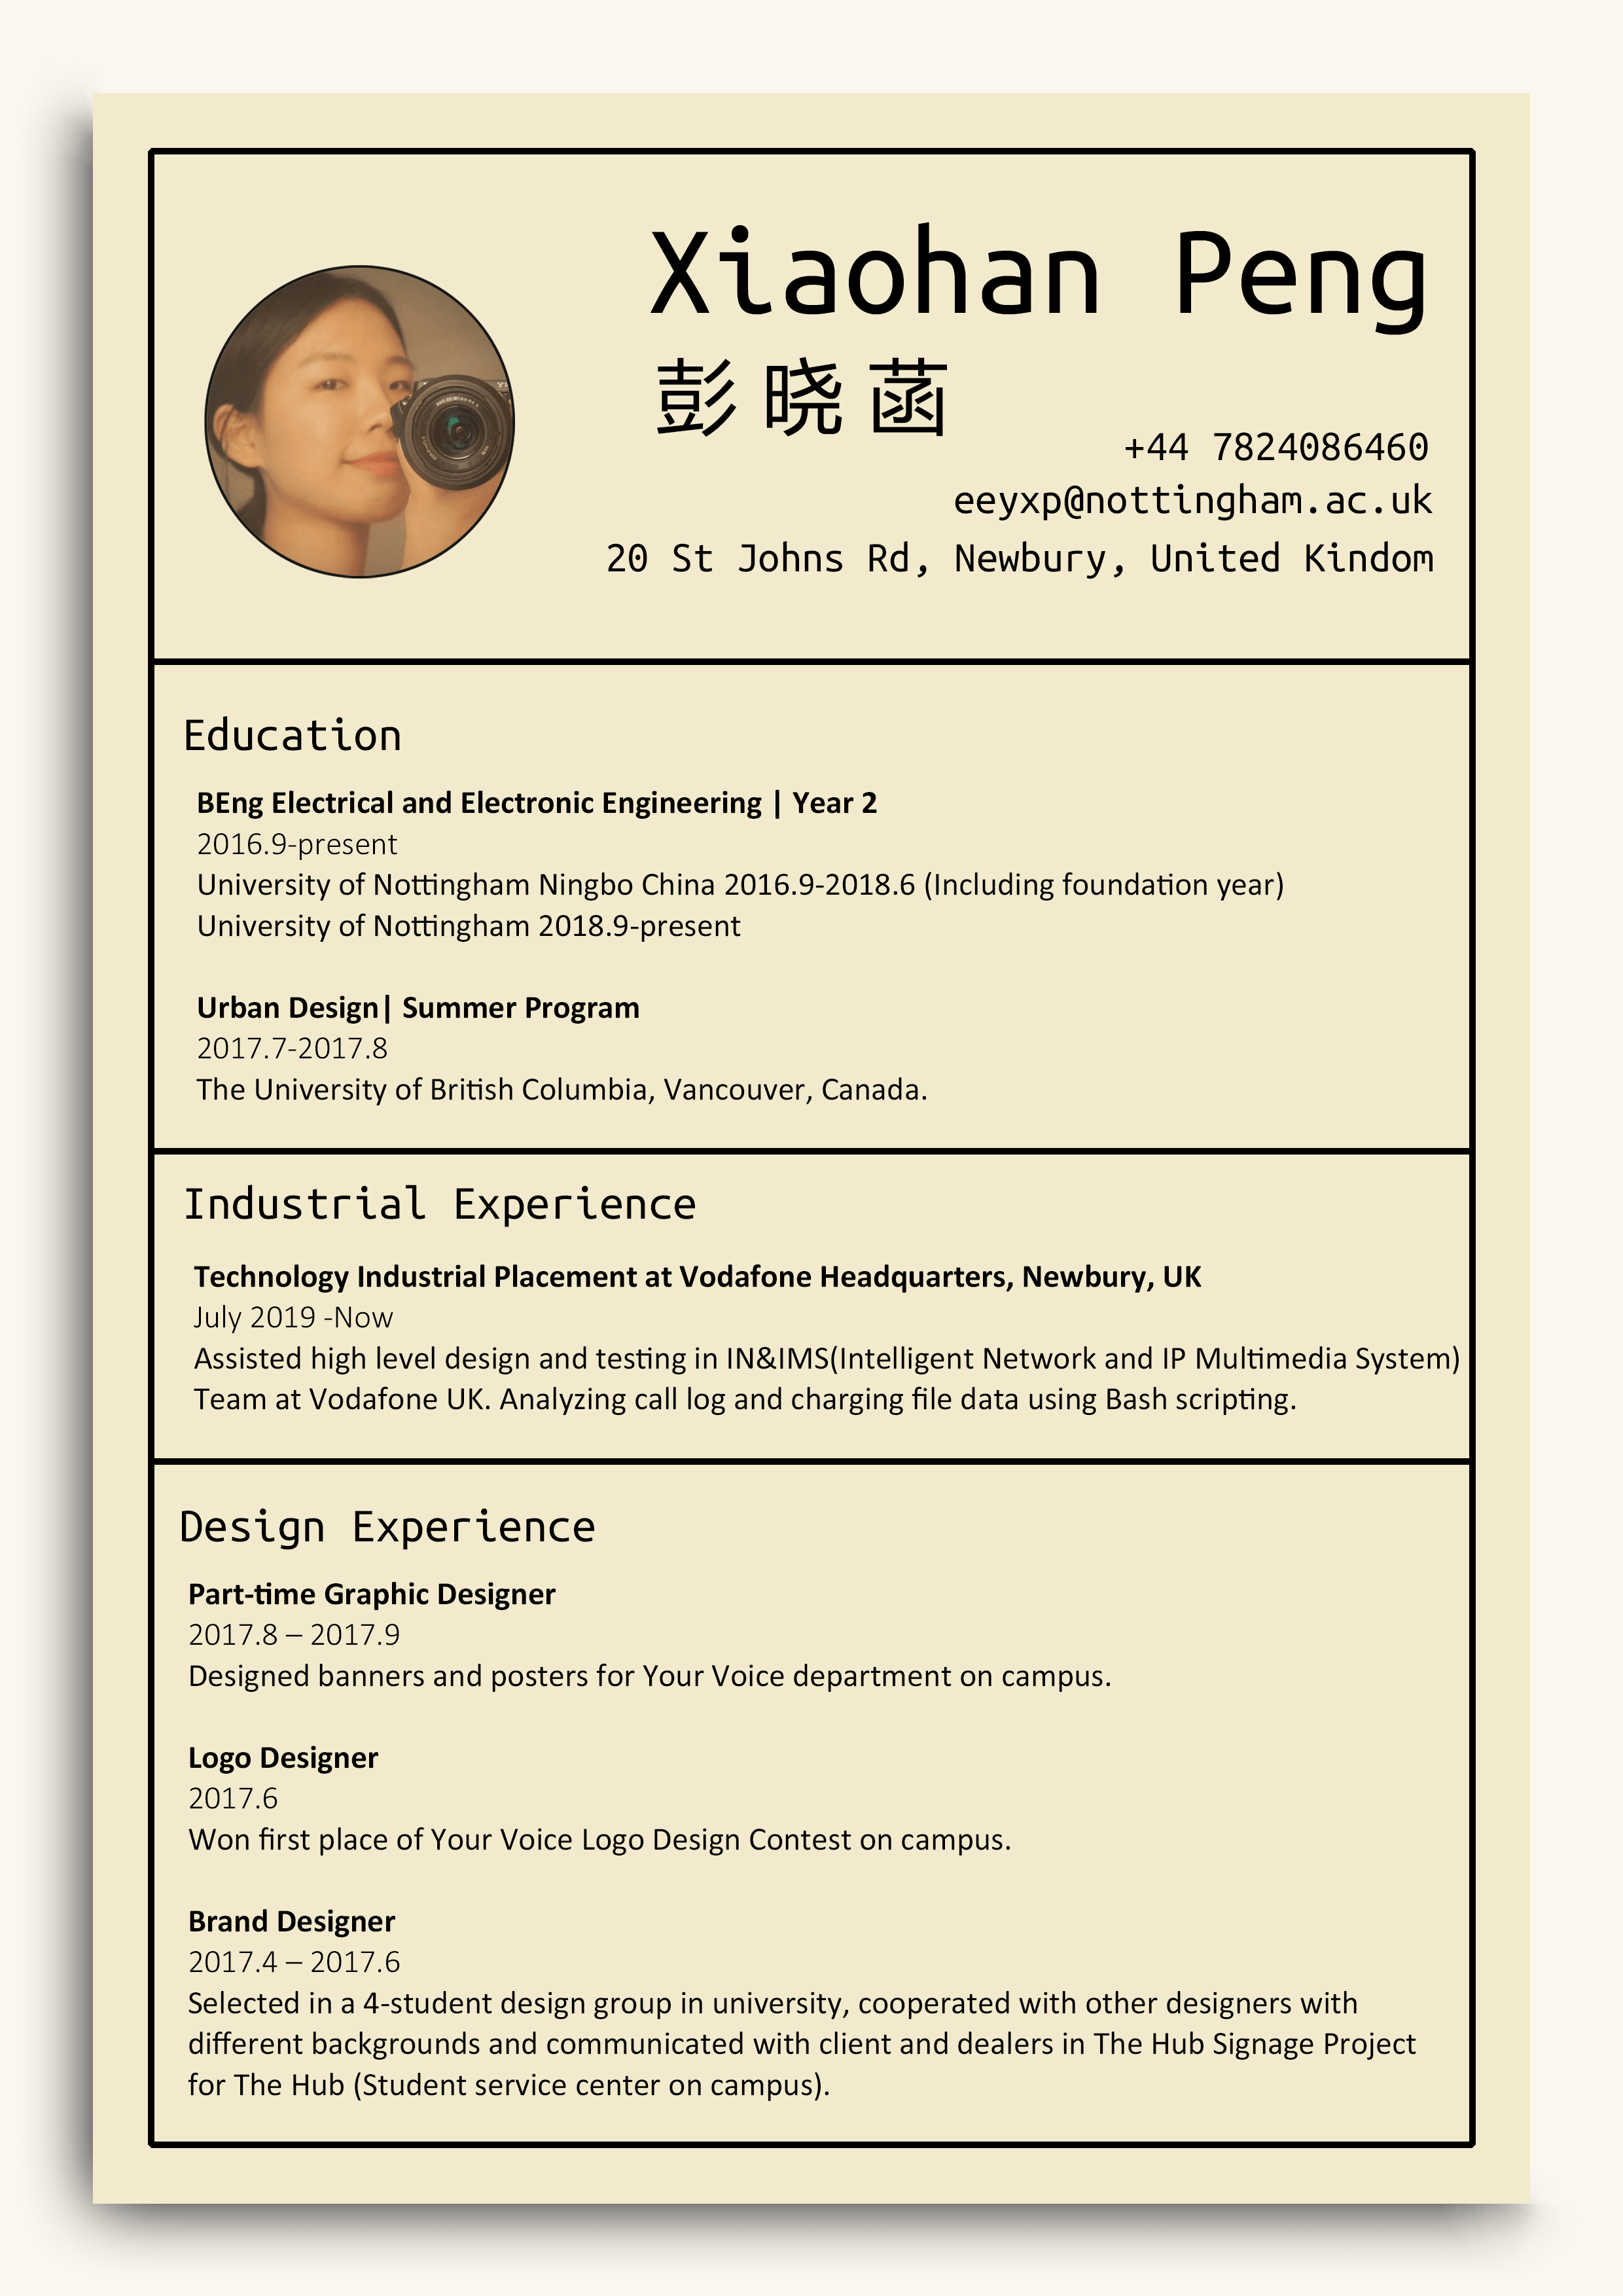 Xiaohan Peng
彭晓菡
+44 7824086460
eeyxp@nottingham.ac.uk
20 St Johns Rd, Newbury, United Kindom
Education
BEng Electrical and Electronic Engineering | Year 2
2016.9-present
University of Nottingham Ningbo China 2016.9-2018.6 (Including foundation year)
University of Nottingham 2018.9-present
Urban Design| Summer Program
2017.7-2017.8
The University of British Columbia, Vancouver, Canada.
Industrial Experience
Technology Industrial Placement at Vodafone Headquarters, Newbury, UK
July 2019 -Now
Assisted high level design and testing in IN&IMS(Intelligent Network and IP Multimedia System)
Team at Vodafone UK. Analyzing call log and charging file data using Bash scripting.
Design Experience
Part-time Graphic Designer
2017.8 – 2017.9
Designed banners and posters for Your Voice department on campus.
Logo Designer
2017.6
Won first place of Your Voice Logo Design Contest on campus.
Brand Designer
2017.4 – 2017.6
Selected in a 4-student design group in university, cooperated with other designers with
different backgrounds and communicated with client and dealers in The Hub Signage Project
for The Hub (Student service center on campus).